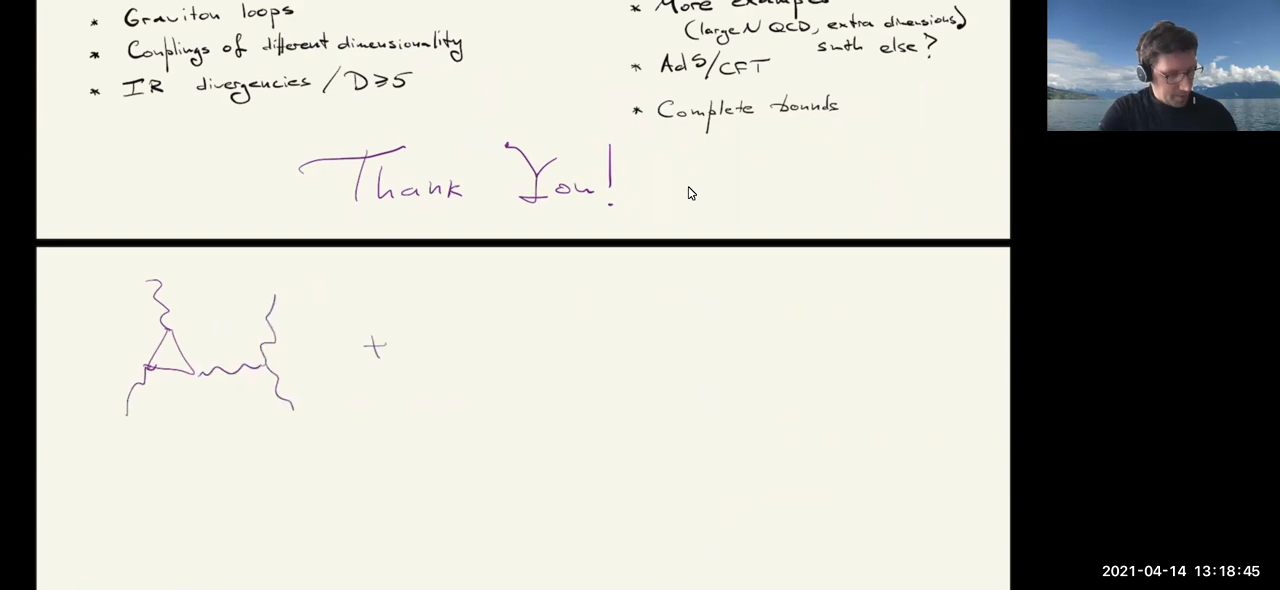 * Graviton loops
* Couplings of different dimensionality
* IR divergencies / D≥5
* More
(large N QCD, extra dimensions)
smth else?
* AdS/CFT
* Complete bounds
Thank You!
+
2021-04-14 13:18:45